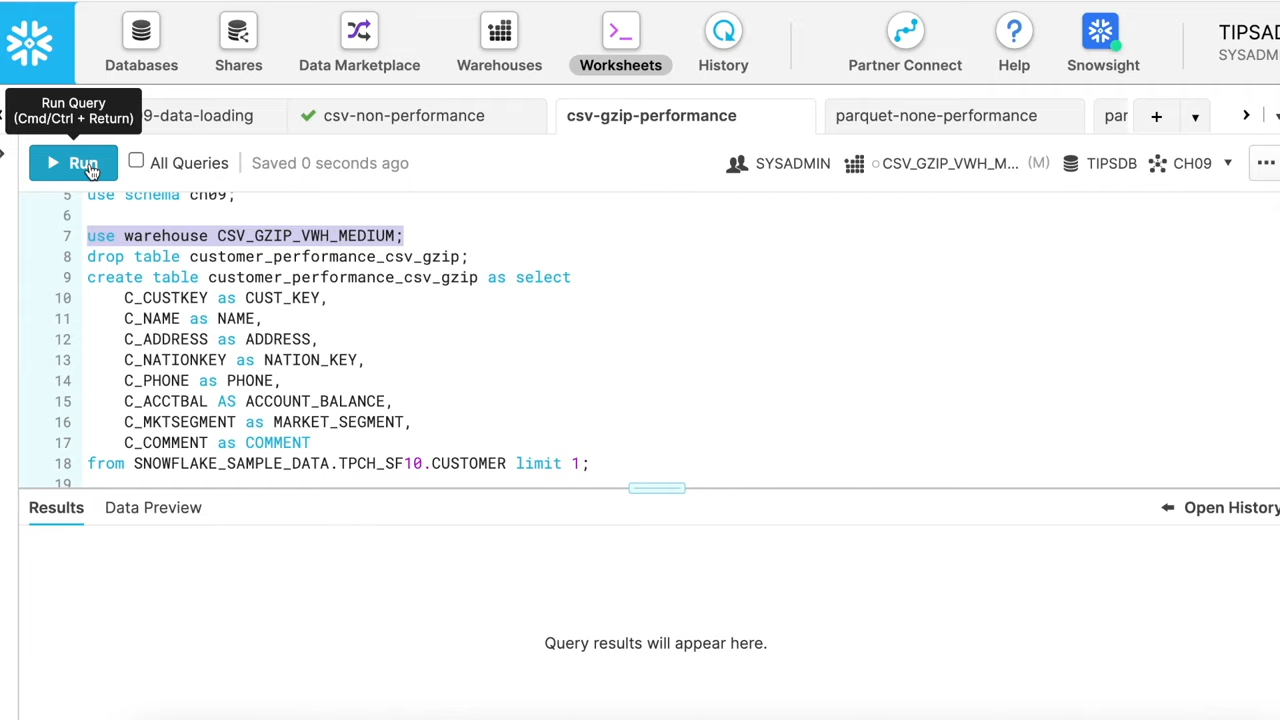 Databases
Shares
Data Marketplace
Warehouses
Worksheets
History
Partner Connect
Help
Snowsight
TIPSAD
SYSADM
Run Query
(Cmd/Ctrl + Return)
9-data-loading
csv-non-performance
csv-gzip-performance
parquet-none-performance
par
+
Run
All Queries
Saved 0 seconds ago
SYSADMIN
CSV_GZIP_VWH_M... (M)
TIPSDB
CH09
5 use schema ch09;
6
7 use warehouse CSV_GZIP_VWH_MEDIUM;
8 drop table customer_performance_csv_gzip;
9 create table customer_performance_csv_gzip as select
10 C_CUSTKEY as CUST_KEY,
11 C_NAME as NAME,
12 C_ADDRESS as ADDRESS,
13 C_NATIONKEY as NATION_KEY,
14 C_PHONE as PHONE,
15 C_ACCTBAL AS ACCOUNT_BALANCE,
16 C_MKTSEGMENT as MARKET_SEGMENT,
17 C_COMMENT as COMMENT
18 from SNOWFLAKE_SAMPLE_DATA.TPCH_SF10.CUSTOMER limit 1;
19
Results
Data Preview
Open History
Query results will appear here.